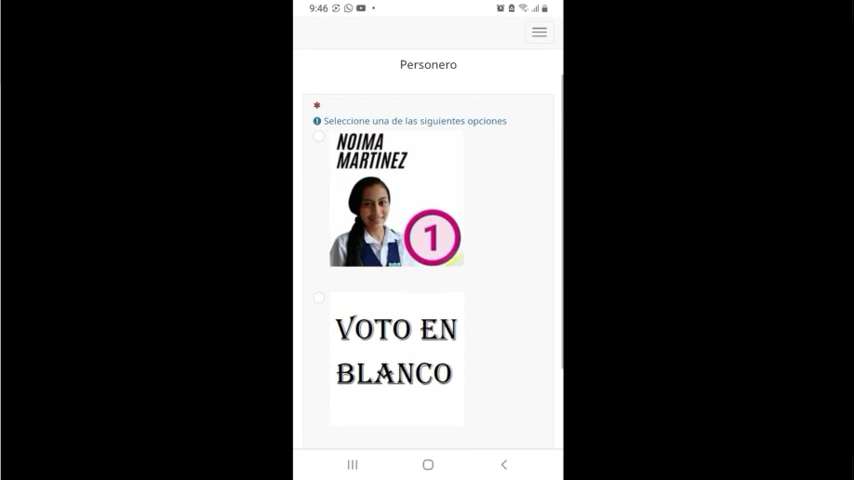 9:46
Personero
*
Seleccione una de las siguientes opciones
NOIMA
MARTINEZ
1
VOTO EN
BLANCO